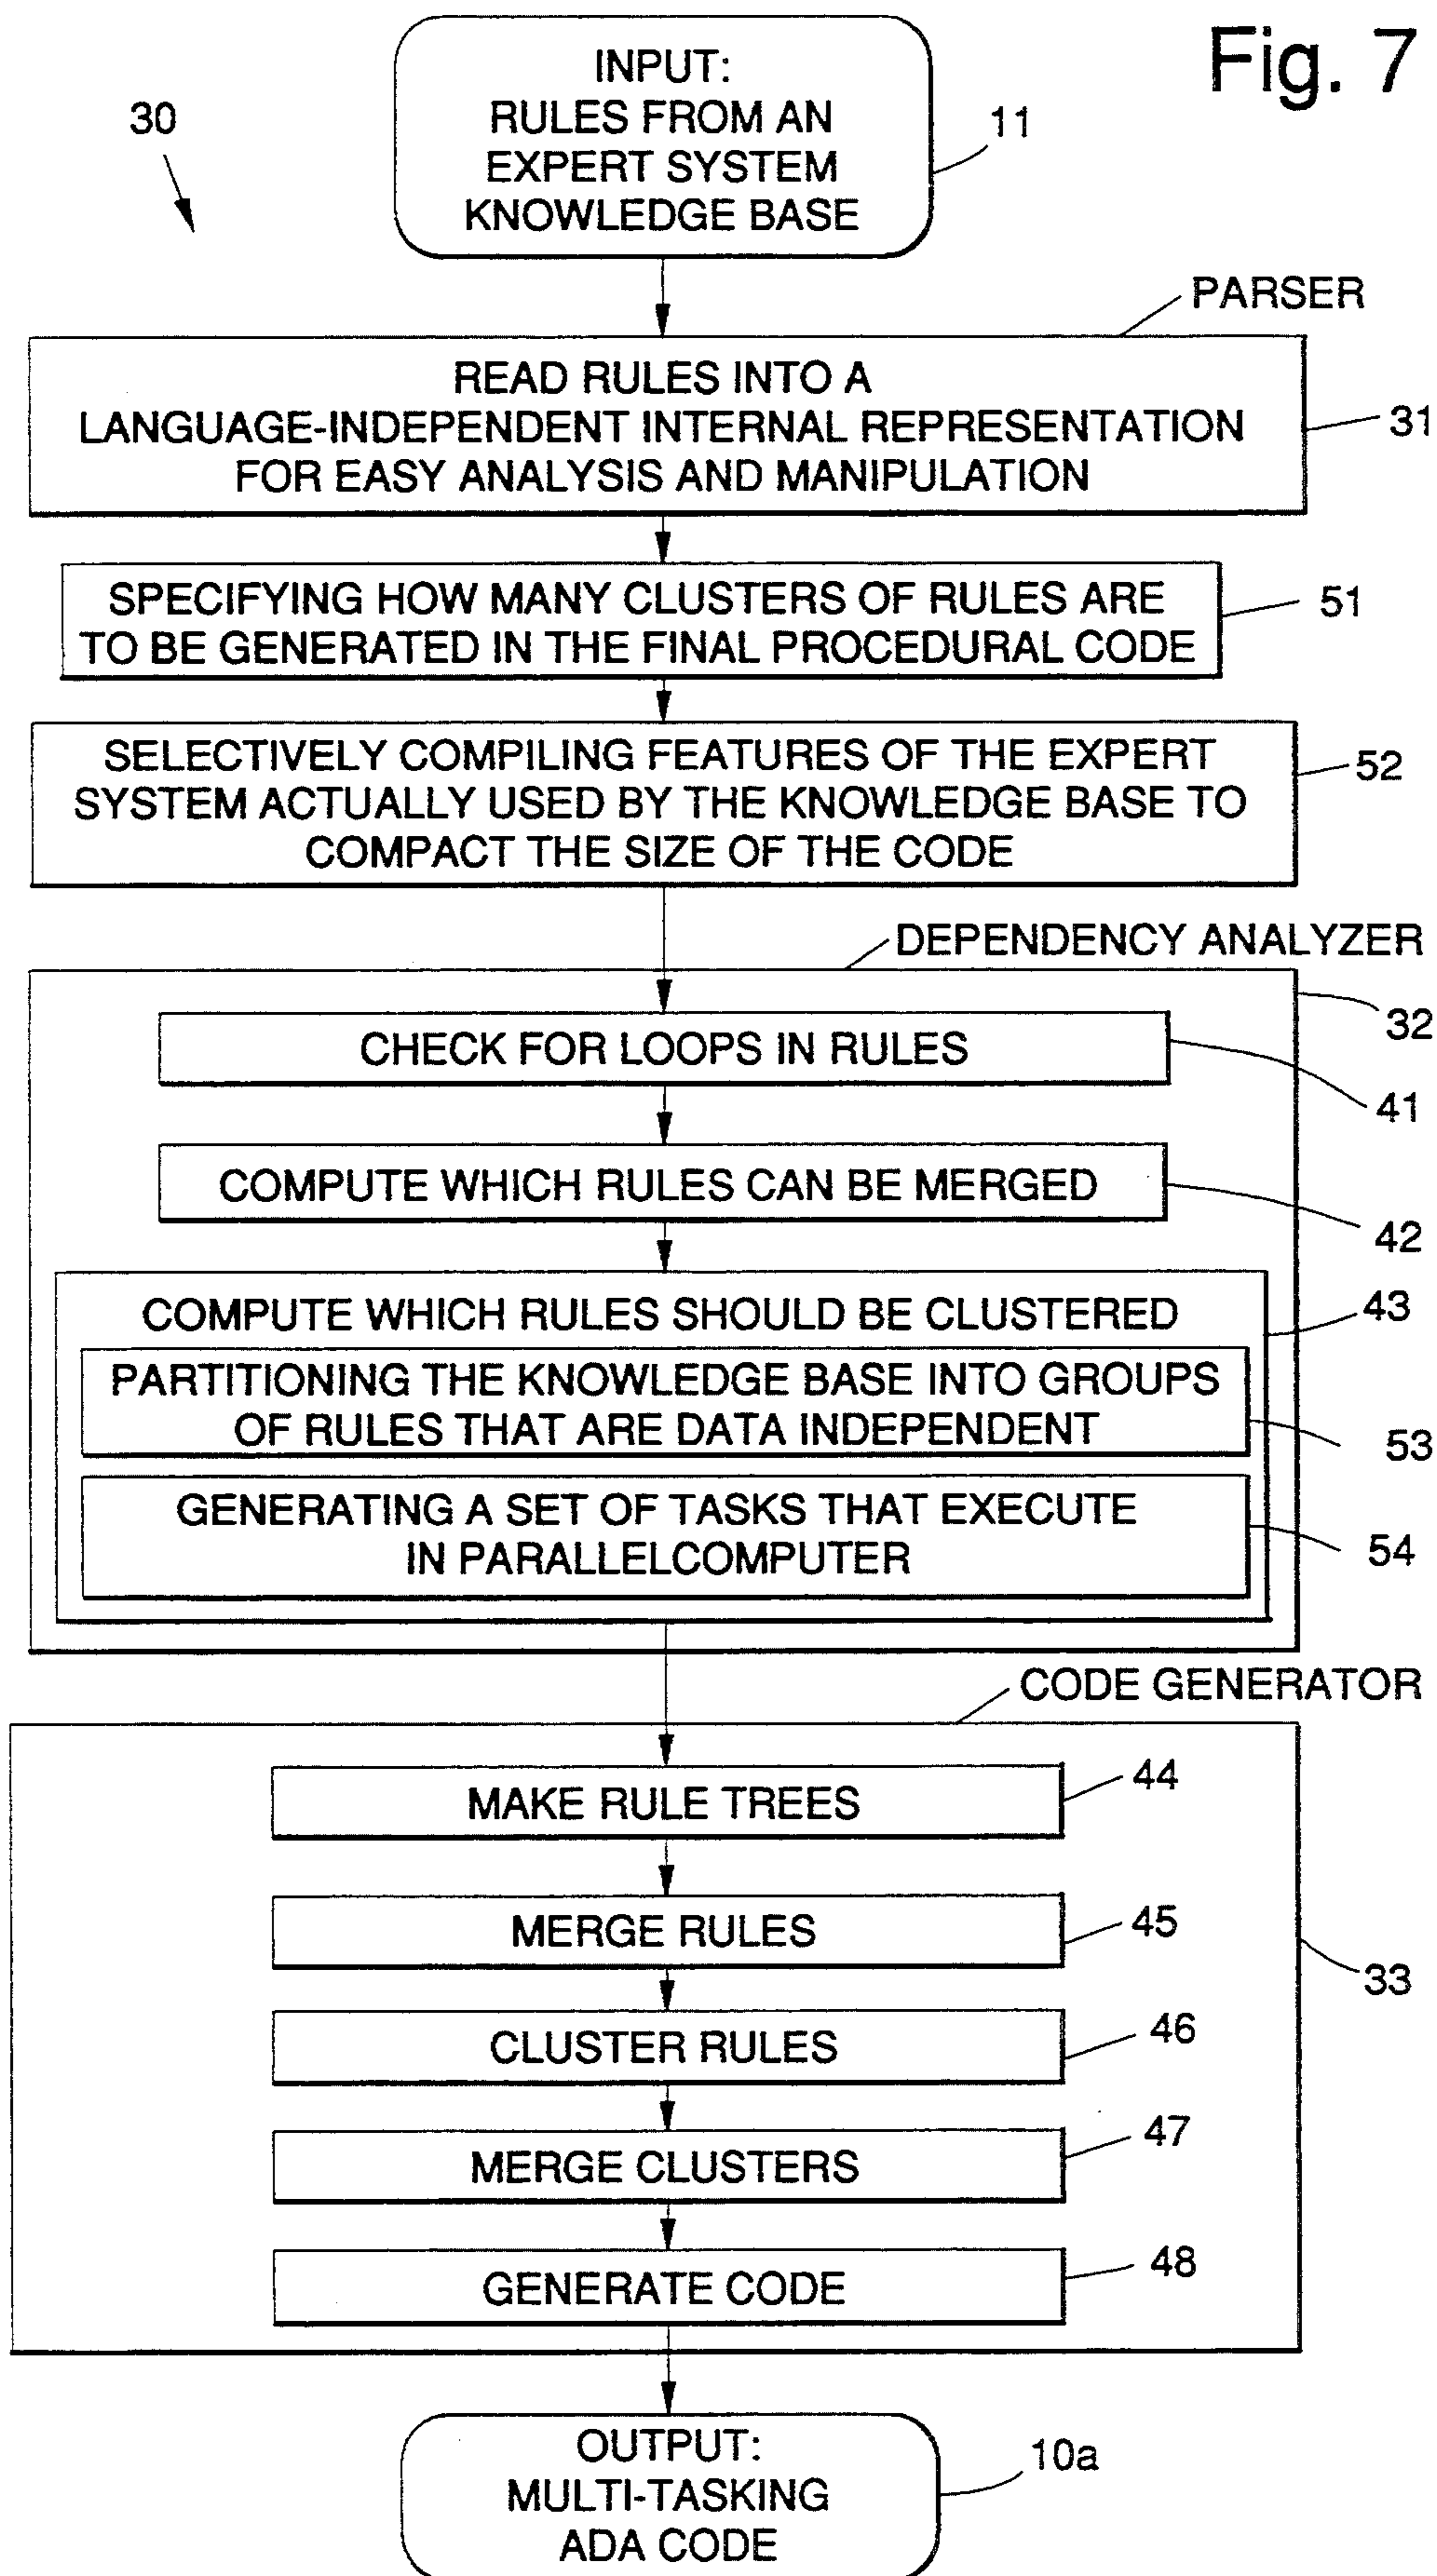 Fig. 7
30
INPUT:
RULES FROM AN
EXPERT SYSTEM
KNOWLEDGE BASE
11
PARSER
READ RULES INTO A
LANGUAGE-INDEPENDENT INTERNAL REPRESENTATION
FOR EASY ANALYSIS AND MANIPULATION
31
SPECIFYING HOW MANY CLUSTERS OF RULES ARE
TO BE GENERATED IN THE FINAL PROCEDURAL CODE
51
SELECTIVELY COMPILING FEATURES OF THE EXPERT
SYSTEM ACTUALLY USED BY THE KNOWLEDGE BASE TO
COMPACT THE SIZE OF THE CODE
52
DEPENDENCY ANALYZER
32
CHECK FOR LOOPS IN RULES
41
COMPUTE WHICH RULES CAN BE MERGED
42
COMPUTE WHICH RULES SHOULD BE CLUSTERED
43
PARTITIONING THE KNOWLEDGE BASE INTO GROUPS
OF RULES THAT ARE DATA INDEPENDENT
53
GENERATING A SET OF TASKS THAT EXECUTE
IN PARALLELCOMPUTER
54
CODE GENERATOR
MAKE RULE TREES
44
MERGE RULES
45
33
CLUSTER RULES
46
MERGE CLUSTERS
47
GENERATE CODE
48
OUTPUT:
MULTI-TASKING
ADA CODE
10a